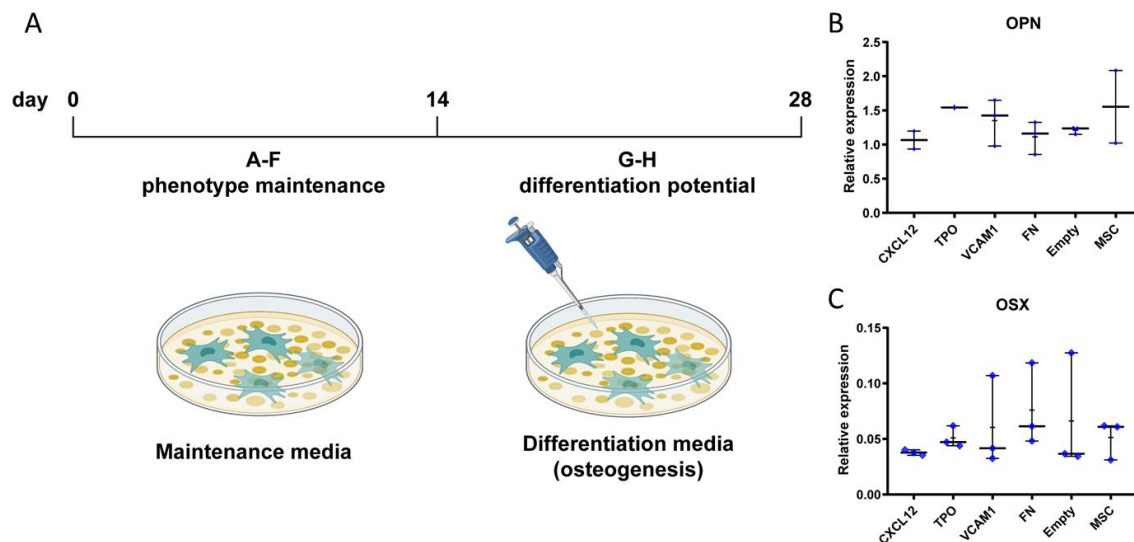 A
day 0 14 28
A-F
phenotype maintenance
G-H
differentiation potential
Maintenance media
Differentiation media
(osteogenesis)
B
OPN
Relative expression
2.5
2.0
1.5
1.0
0.5
0.0
CXCL12
TPO
VCAM1
FN
Empty
MSC
C
OSX
Relative expression
0.15
0.10
0.05
0.00
CXCL12
TPO
VCAM1
FN
Empty
MSC